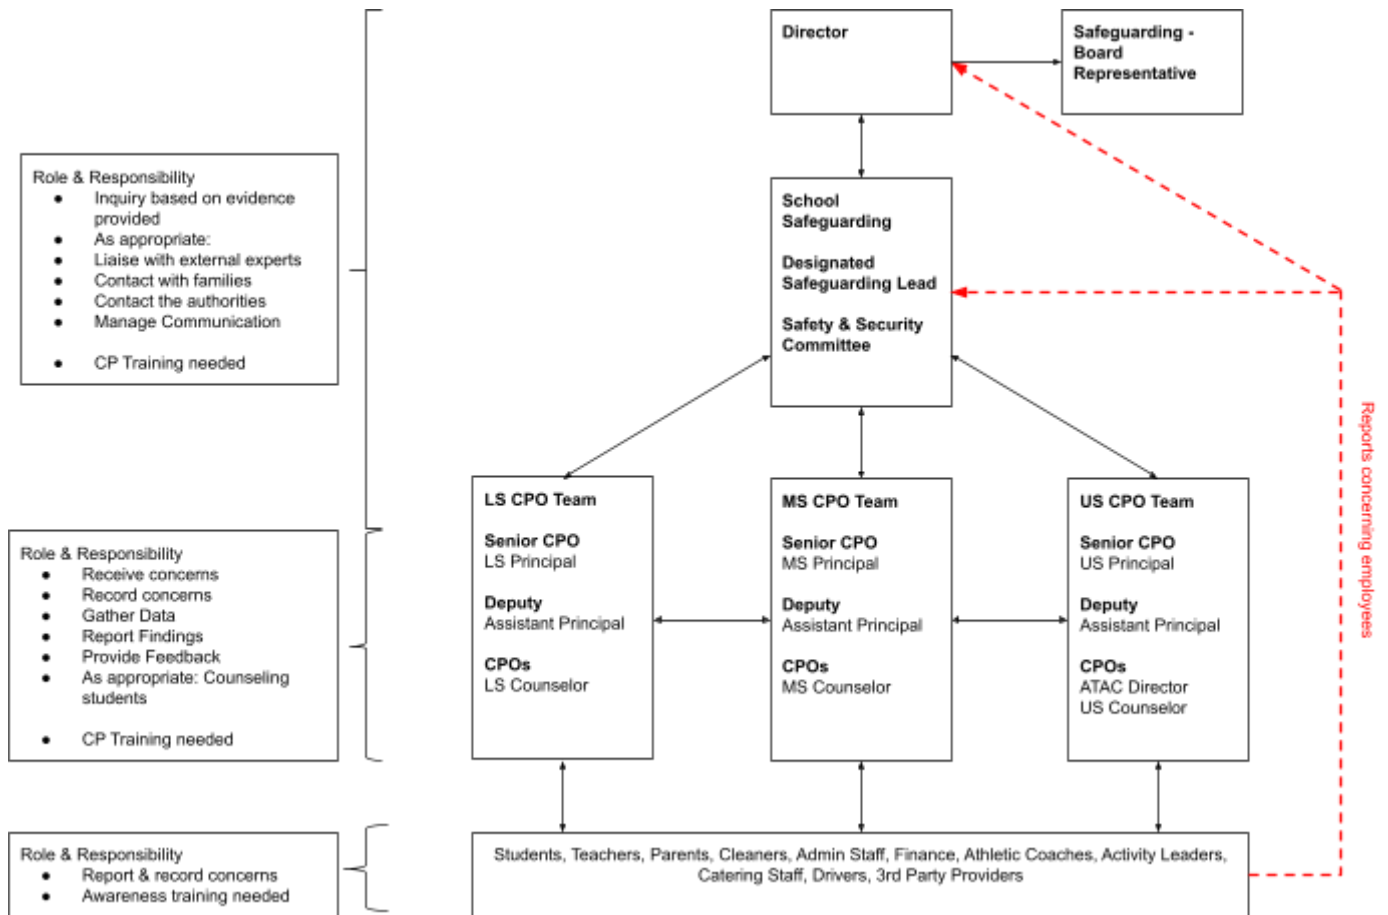 Director
Safeguarding -
Board
Representative
Role & Responsibility
● Inquiry based on evidence
provided
● As appropriate:
● Liaise with external experts
● Contact with families
● Contact the authorities
● Manage Communication
● CP Training needed
School
Safeguarding
Designated
Safeguarding Lead
Safety & Security
Committee
Reports concerning employees
Role & Responsibility
● Receive concerns
● Record concerns
● Gather Data
● Report Findings
● Provide Feedback
● As appropriate: Counseling
students
● CP Training needed
LS CPO Team
Senior CPO
LS Principal
Deputy
Assistant Principal
CPOs
LS Counselor
MS CPO Team
Senior CPO
MS Principal
Deputy
Assistant Principal
CPOs
MS Counselor
US CPO Team
Senior CPO
US Principal
Deputy
Assistant Principal
CPOs
ATAC Director
US Counselor
Role & Responsibility
● Report & record concerns
● Awareness training needed
Students, Teachers, Parents, Cleaners, Admin Staff, Finance, Athletic Coaches, Activity Leaders,
Catering Staff, Drivers, 3rd Party Providers